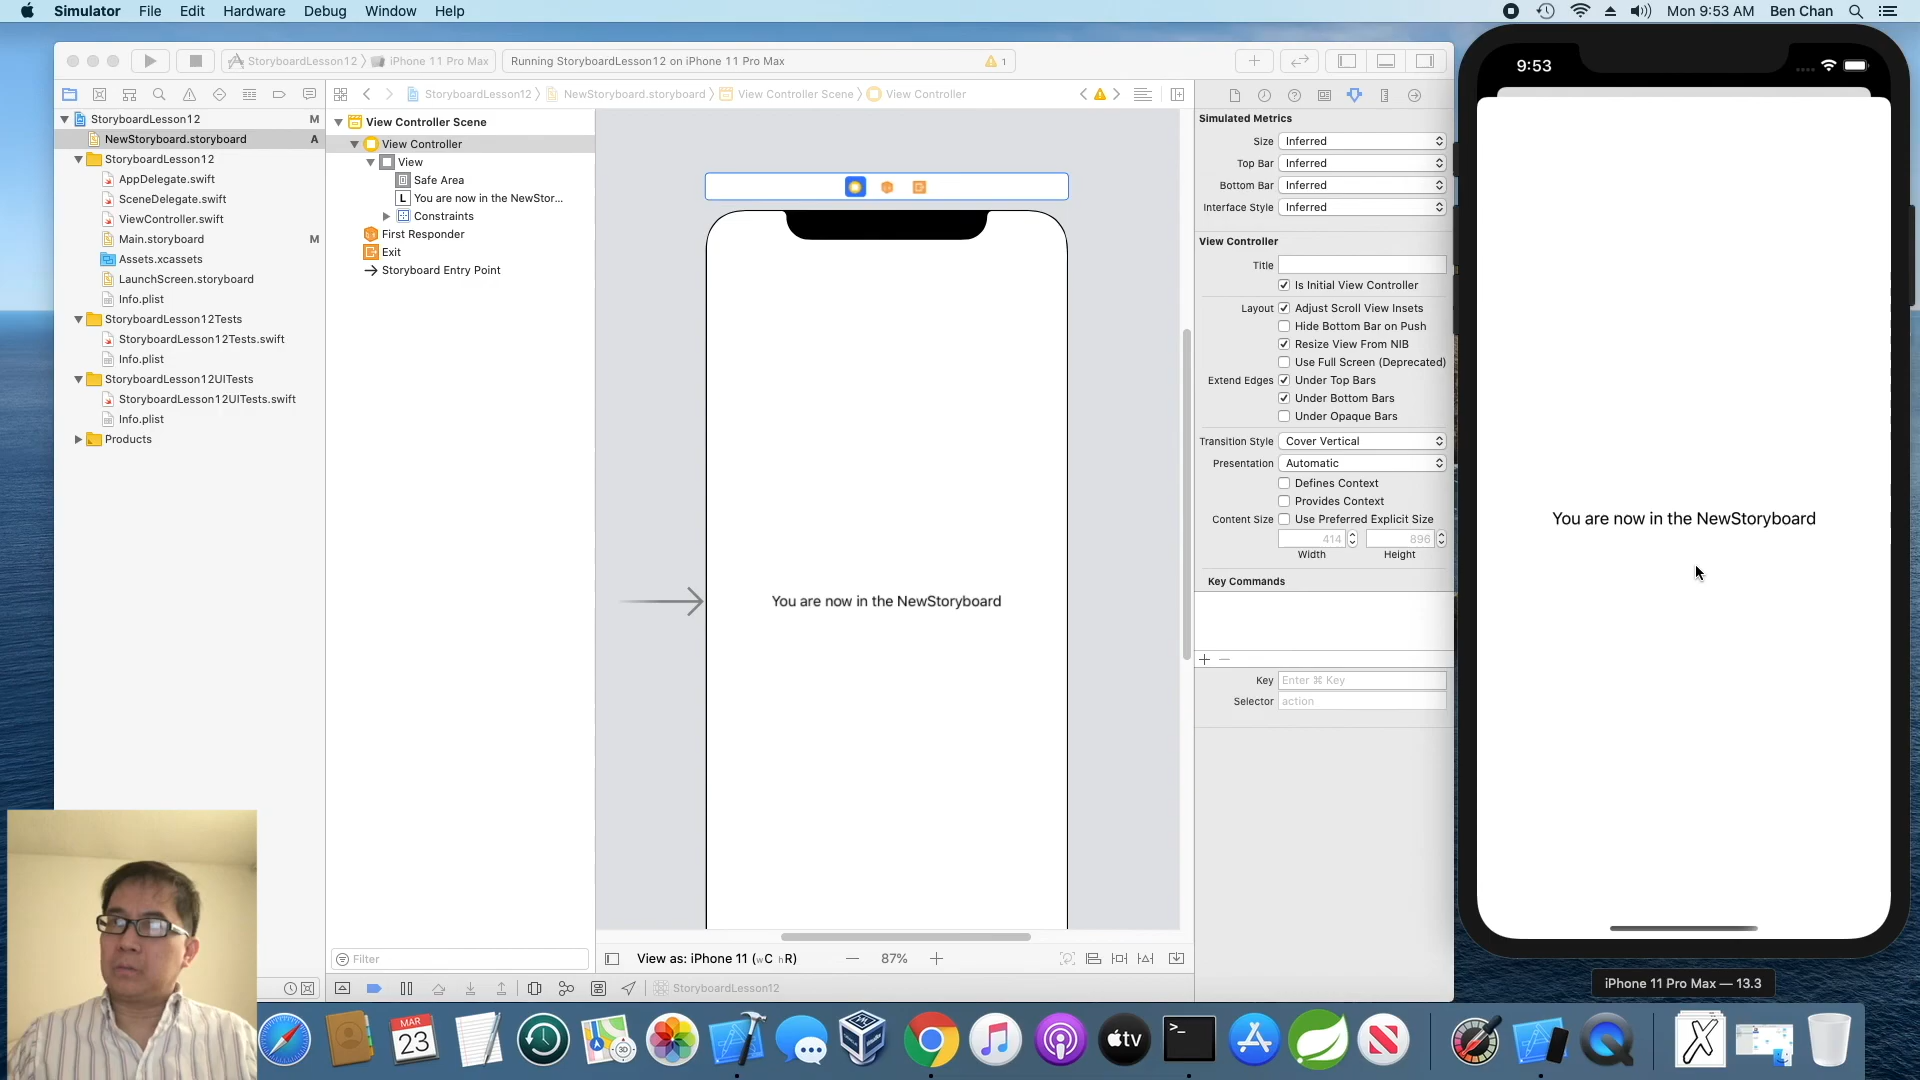 Simulator File Edit Hardware Debug Window Help
Mon 9:53 AM Ben Chan
StoryboardLesson12 iPhone 11 Pro Max
Running StoryboardLesson12 on iPhone 11 Pro Max
1
StoryboardLesson12 NewStoryboard.storyboard View Controller Scene View Controller
StoryboardLesson12 M
NewStoryboard.storyboard A
StoryboardLesson12
AppDelegate.swift
SceneDelegate.swift
ViewController.swift
Main.storyboard M
Assets.xcassets
LaunchScreen.storyboard
Info.plist
StoryboardLesson12Tests
StoryboardLesson12Tests.swift
Info.plist
StoryboardLesson12UITests
StoryboardLesson12UITests.swift
Info.plist
Products
View Controller Scene
View Controller
View
Safe Area
L You are now in the NewStor...
Constraints
First Responder
Exit
Storyboard Entry Point
Filter
You are now in the NewStoryboard
View as: iPhone 11 (wC hR)
87%
StoryboardLesson12
Simulated Metrics
Size Inferred
Top Bar Inferred
Bottom Bar Inferred
Interface Style Inferred
View Controller
Title
Is Initial View Controller
Layout Adjust Scroll View Insets
Hide Bottom Bar on Push
Resize View From NIB
Use Full Screen (Deprecated)
Extend Edges Under Top Bars
Under Bottom Bars
Under Opaque Bars
Transition Style Cover Vertical
Presentation Automatic
Defines Context
Provides Context
Content Size Use Preferred Explicit Size
414 896
Width Height
Key Commands
Key Enter ⌘ Key
Selector action
9:53
You are now in the NewStoryboard
iPhone 11 Pro Max — 13.3
MAR
23
3D
tv
>_
N
X